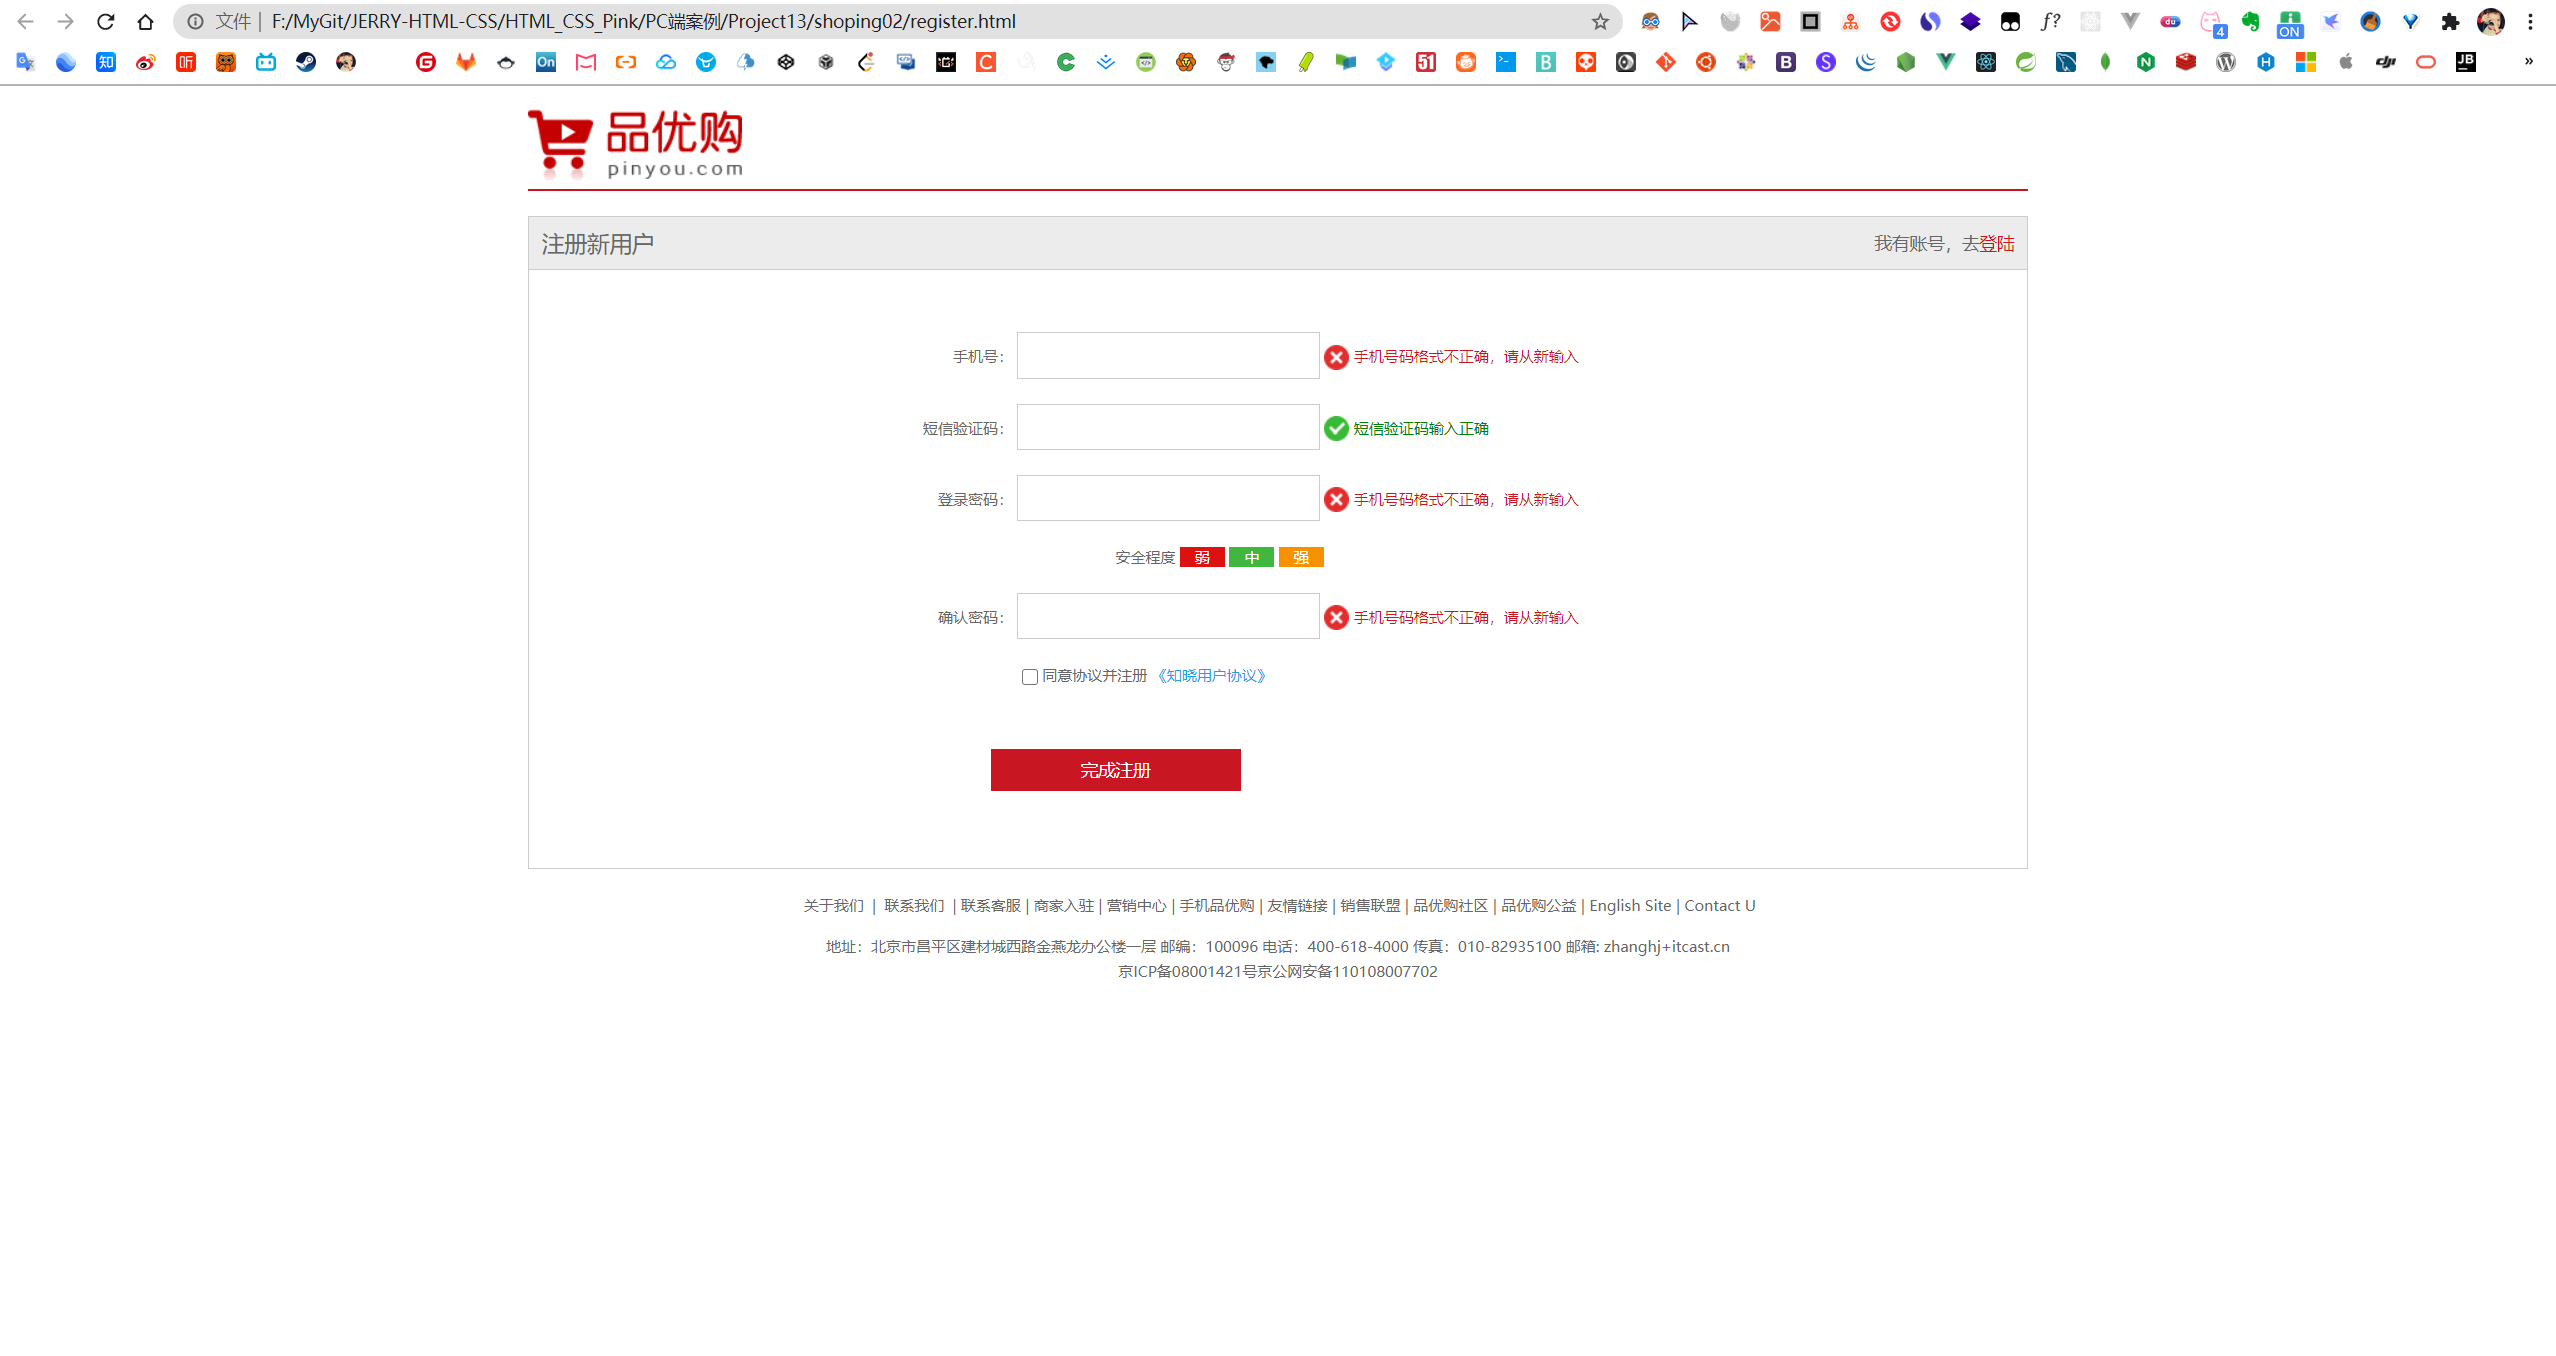 文件 | F:/MyGit/JERRY-HTML-CSS/HTML_CSS_Pink/PC端案例/Project13/shoping02/register.html
品优购
pinyou.com
注册新用户
我有账号，去登陆
手机号：
手机号码格式不正确，请从新输入
短信验证码：
短信验证码输入正确
登录密码：
手机号码格式不正确，请从新输入
安全程度 弱 中 强
确认密码：
手机号码格式不正确，请从新输入
同意协议并注册 《知晓用户协议》
完成注册
关于我们 | 联系我们 | 联系客服 | 商家入驻 | 营销中心 | 手机品优购 | 友情链接 | 销售联盟 | 品优购社区 | 品优购公益 | English Site | Contact U
地址：北京市昌平区建材城西路金燕龙办公楼一层 邮编：100096 电话：400-618-4000 传真：010-82935100 邮箱: zhanghj+itcast.cn
京ICP备08001421号京公网安备110108007702